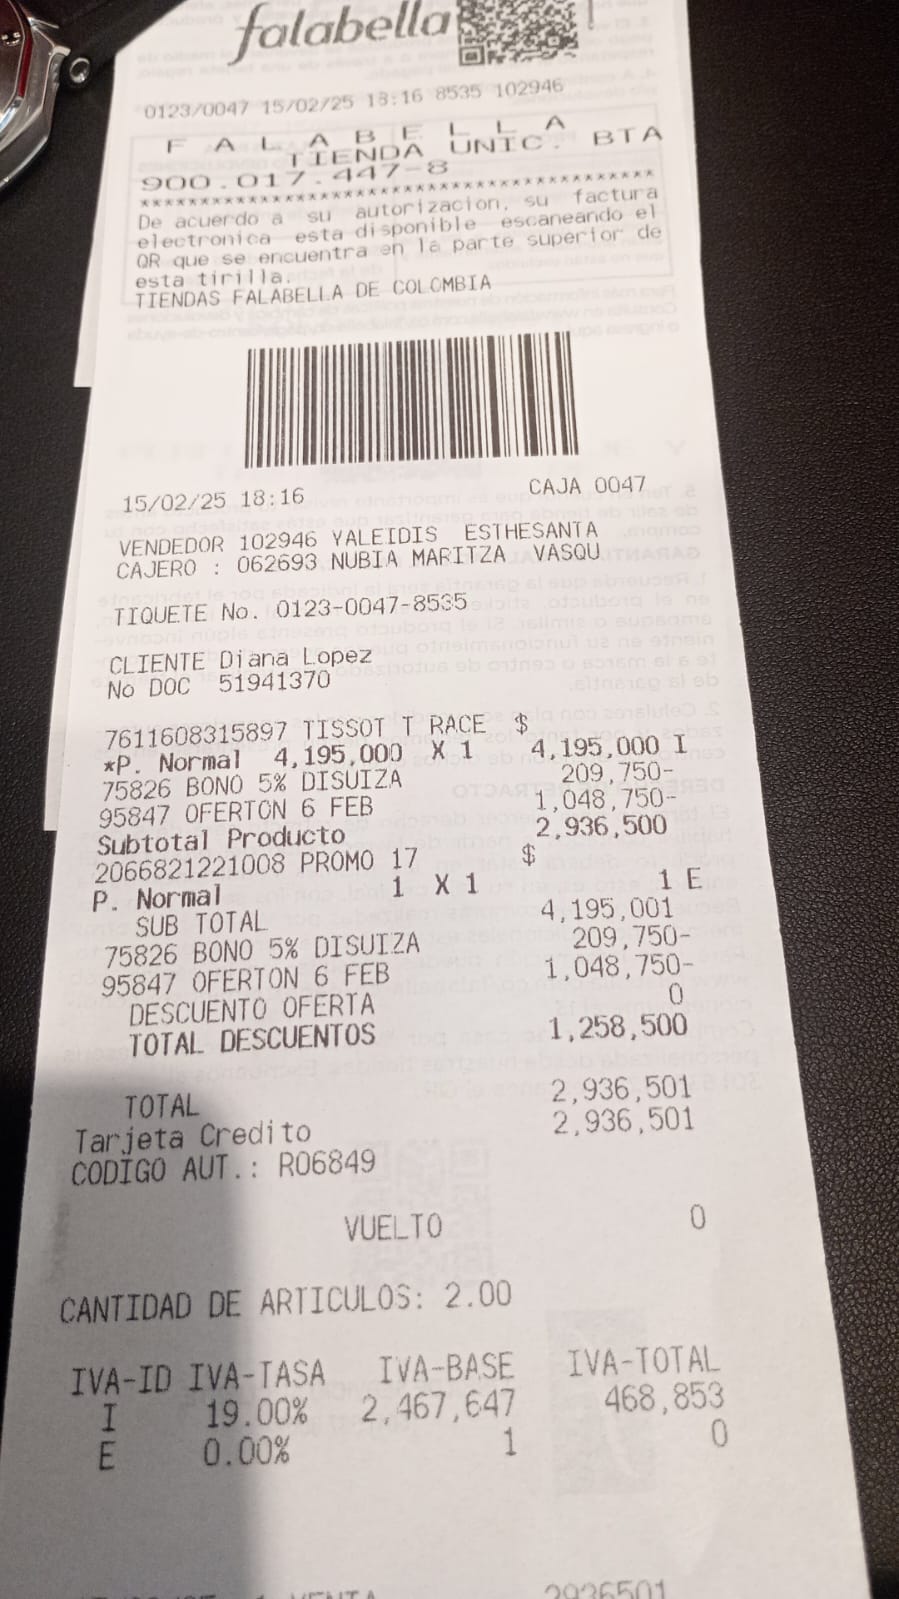 falabella
0123/0047 15/02/25 18:16 8535 102946
F A L A B E L L A
TIENDA UNIC. BTA
900.017.447-8
****************************************
De acuerdo a su autorizacion, su factura
electronica esta disponible escaneando el
QR que se encuentra en la parte superior de
esta tirilla.
TIENDAS FALABELLA DE COLOMBIA
15/02/25 18:16 CAJA 0047
VENDEDOR 102946 YALEIDIS ESTHESANTA
CAJERO : 062693 NUBIA MARITZA VASQU
TIQUETE No. 0123-0047-8535
CLIENTE Diana Lopez
No DOC 51941370
7611608315897 TISSOT T RACE $
*P. Normal 4,195,000 X 1 4,195,000 I
75826 BONO 5% DISUIZA 209,750-
95847 OFERTON 6 FEB 1,048,750-
Subtotal Producto 2,936,500
2066821221008 PROMO 17 $
P. Normal 1 X 1 1 E
SUB TOTAL 4,195,001
75826 BONO 5% DISUIZA 209,750-
95847 OFERTON 6 FEB 1,048,750-
DESCUENTO OFERTA 0
TOTAL DESCUENTOS 1,258,500
TOTAL 2,936,501
Tarjeta Credito 2,936,501
CODIGO AUT.: R06849
VUELTO 0
CANTIDAD DE ARTICULOS: 2.00
IVA-ID IVA-TASA IVA-BASE IVA-TOTAL
I 19.00% 2,467,647 468,853
E 0.00% 1 0
VENTA 2936501